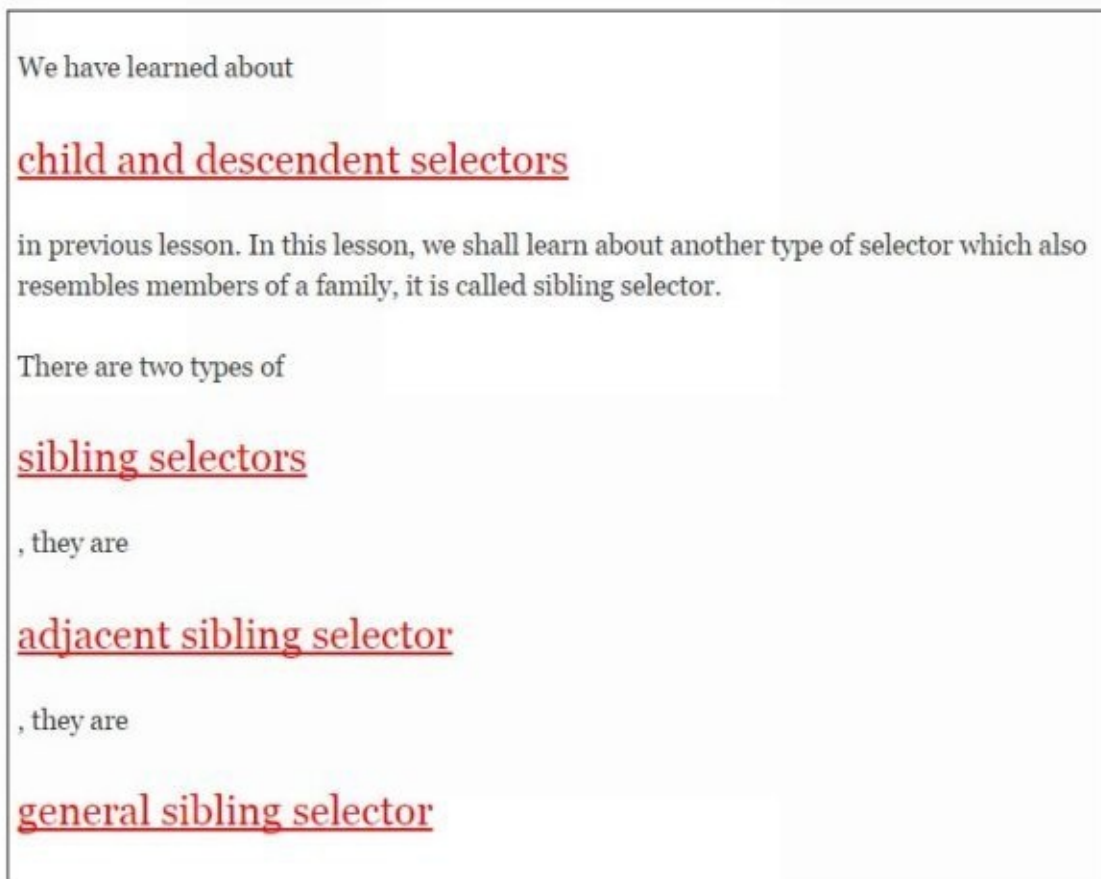 We have learned about
child and descendent selectors
in previous lesson. In this lesson, we shall learn about another type of selector which also
resembles members of a family, it is called sibling selector.
There are two types of
sibling selectors
, they are
adjacent sibling selector
, they are
general sibling selector